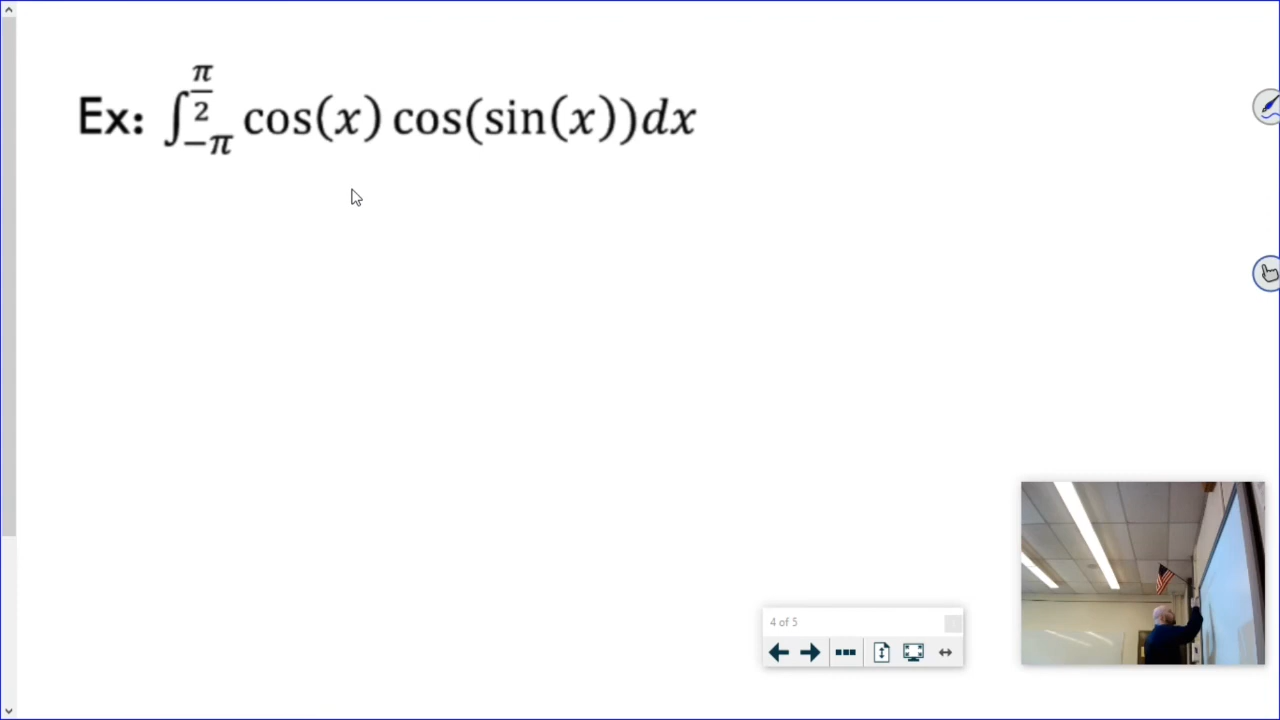 Ex: ∫_{-π}^{π/2} cos(x) cos(sin(x))dx
4 of 5